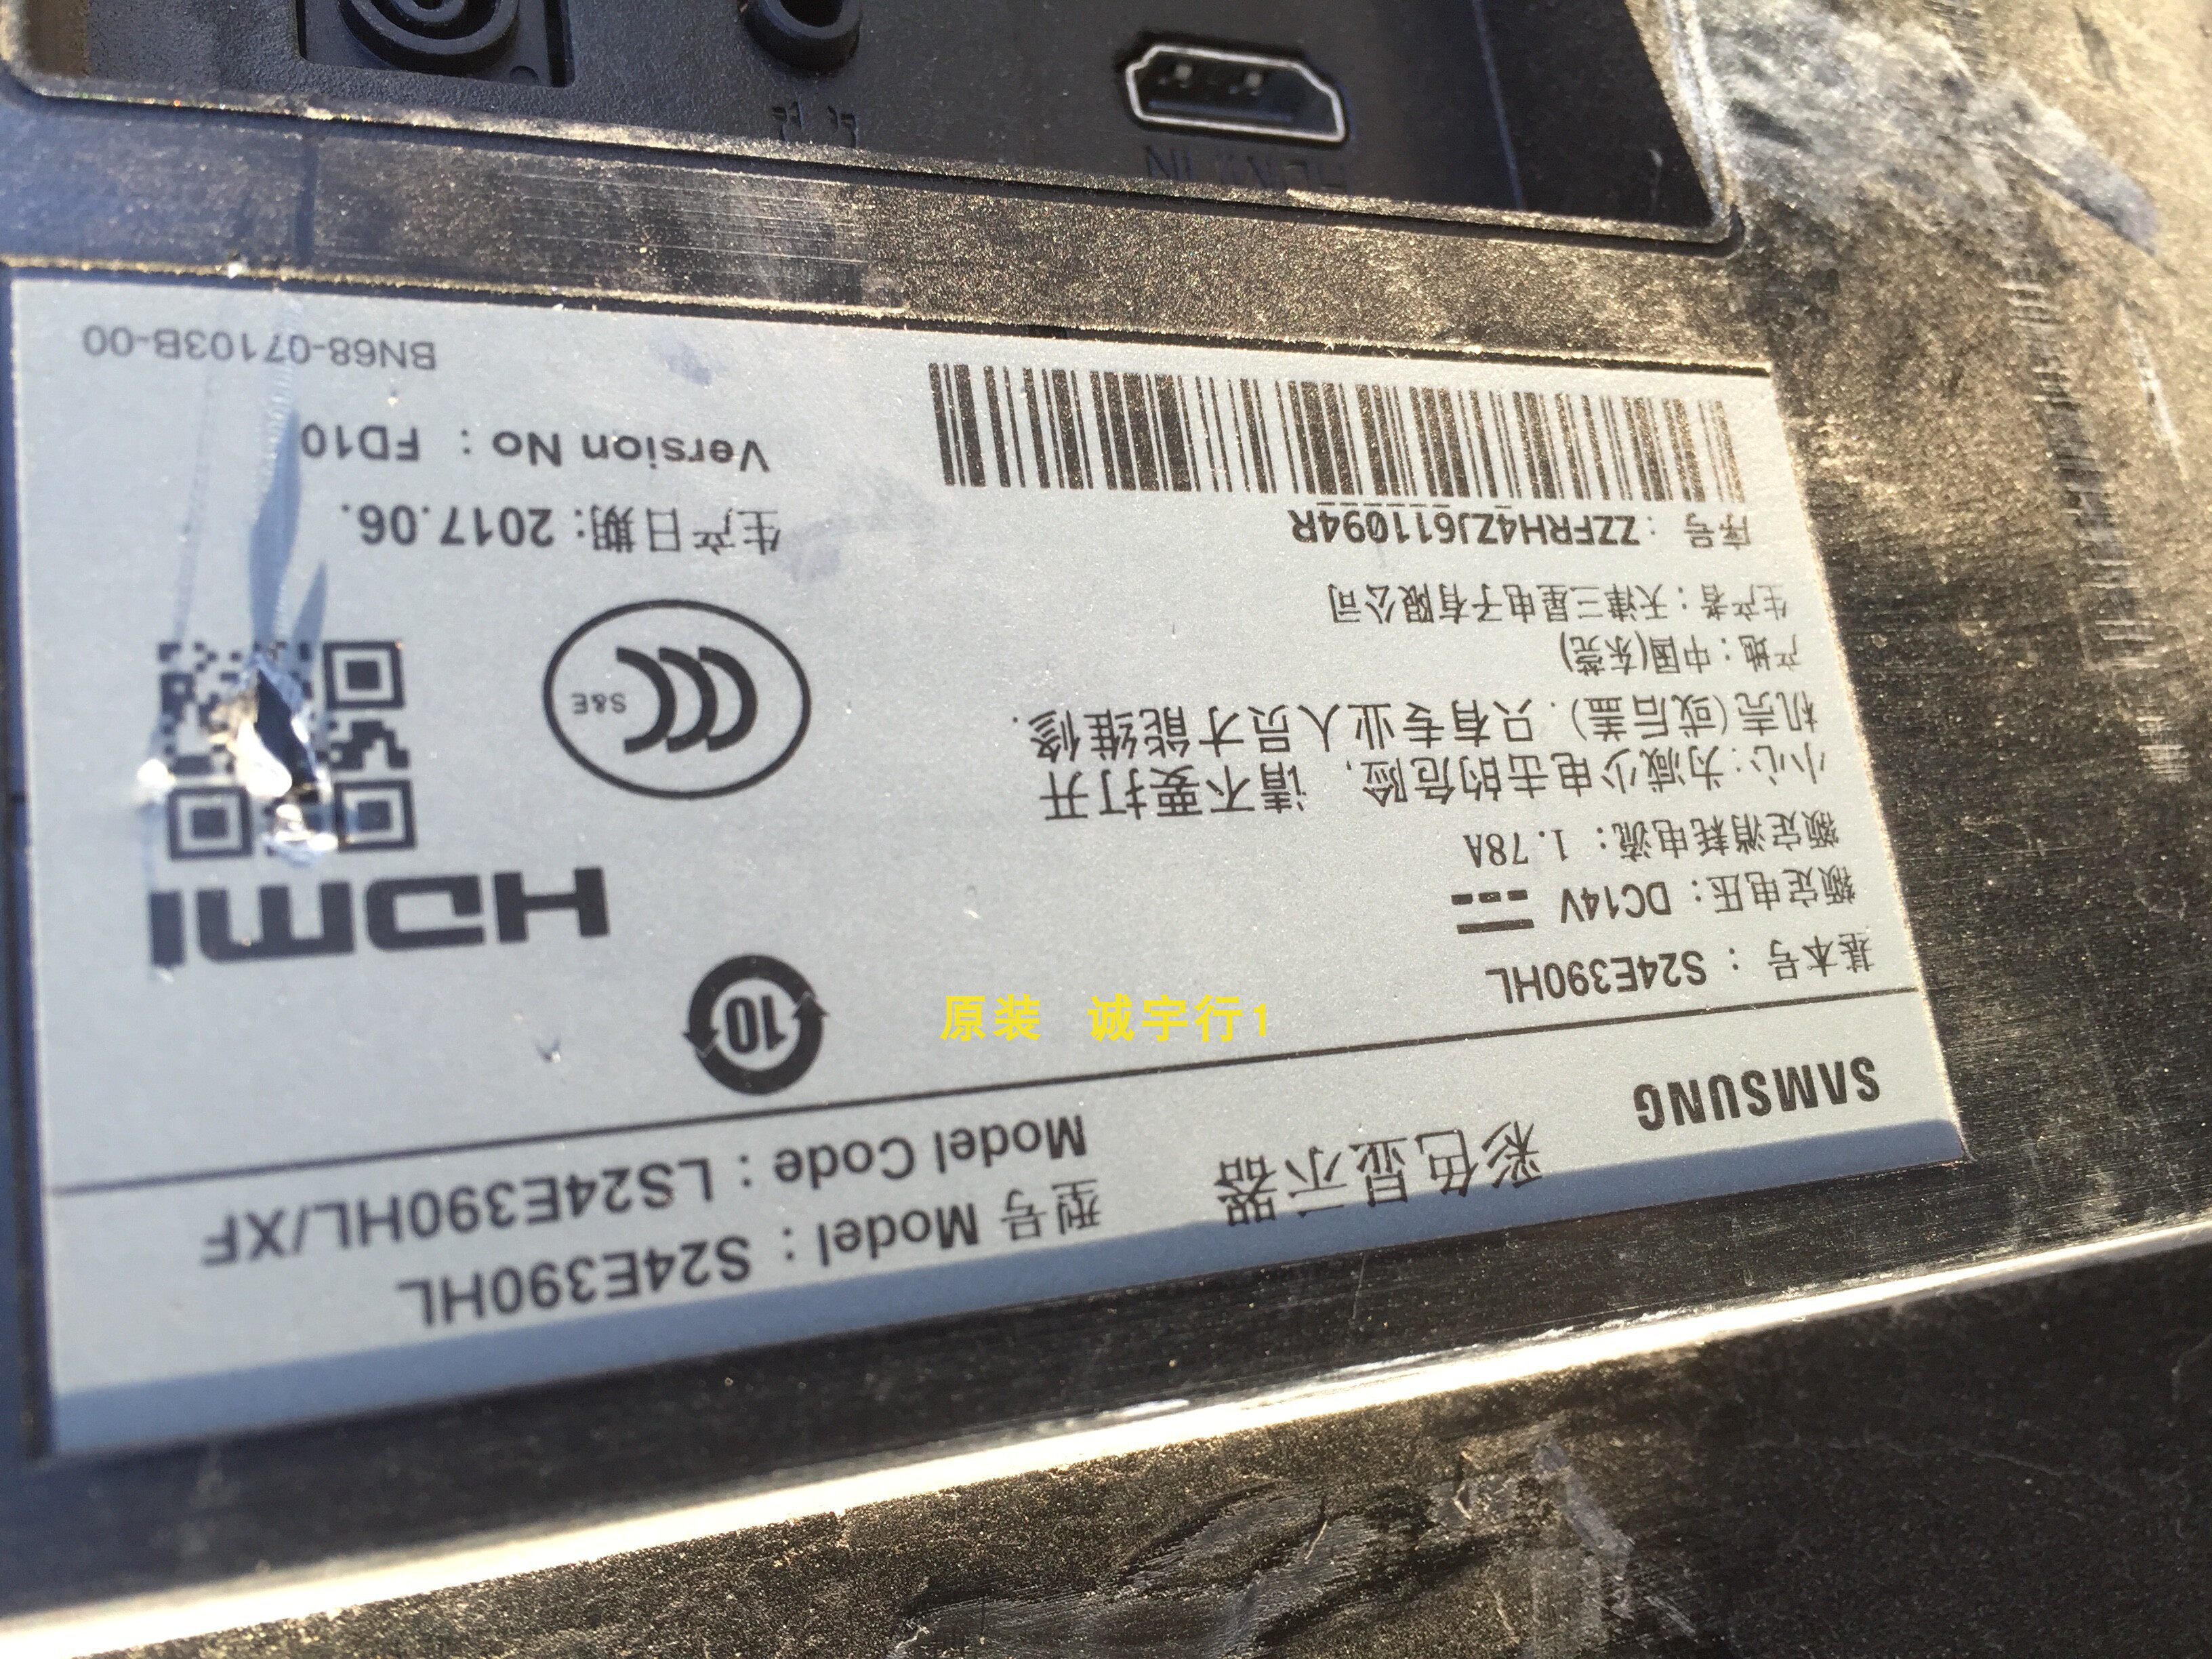 SAMSUNG
彩色显示器
型号 Model : S24E390HL
Model Code : LS24E390HL/XF
基本号 : S24E390HL
额定电压: DC14V
额定消耗电流: 1.78A
小心:为减少电击的危险, 请不要打开
机壳(或后盖).只有专业人员才能维修.
产地:中国(东莞)
生产者:天津三星电子有限公司
序号 : ZZFRH4ZJ611094R
10
HDMI
S&E
生产日期: 2017.06.
Version No : FD10
BN68-07103B-00
原装 诚宇行1